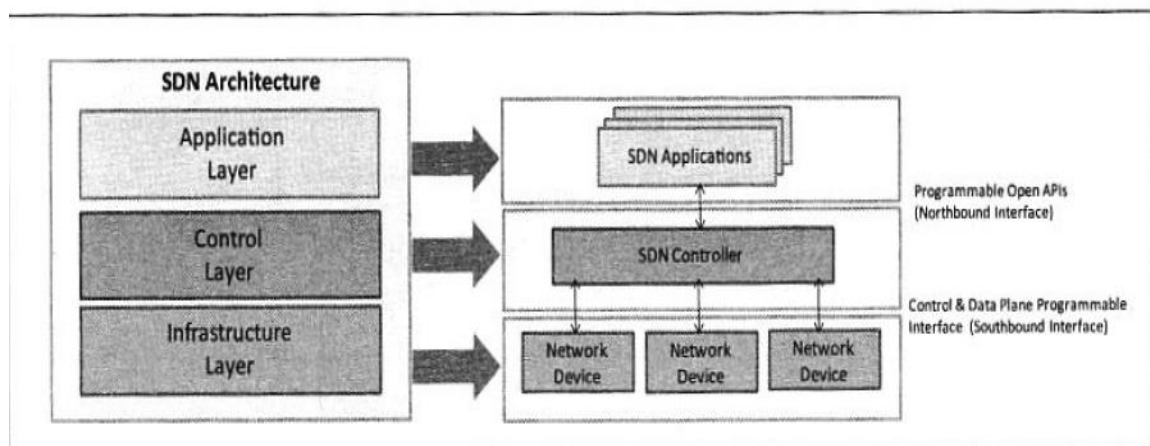 SDN Architecture
Application
Layer
Control
Layer
Infrastructure
Layer
SDN Applications
SDN Controller
Network
Device
Network
Device
Network
Device
Programmable Open APIs
(Northbound Interface)
Control & Data Plane Programmable
Interface (Southbound Interface)